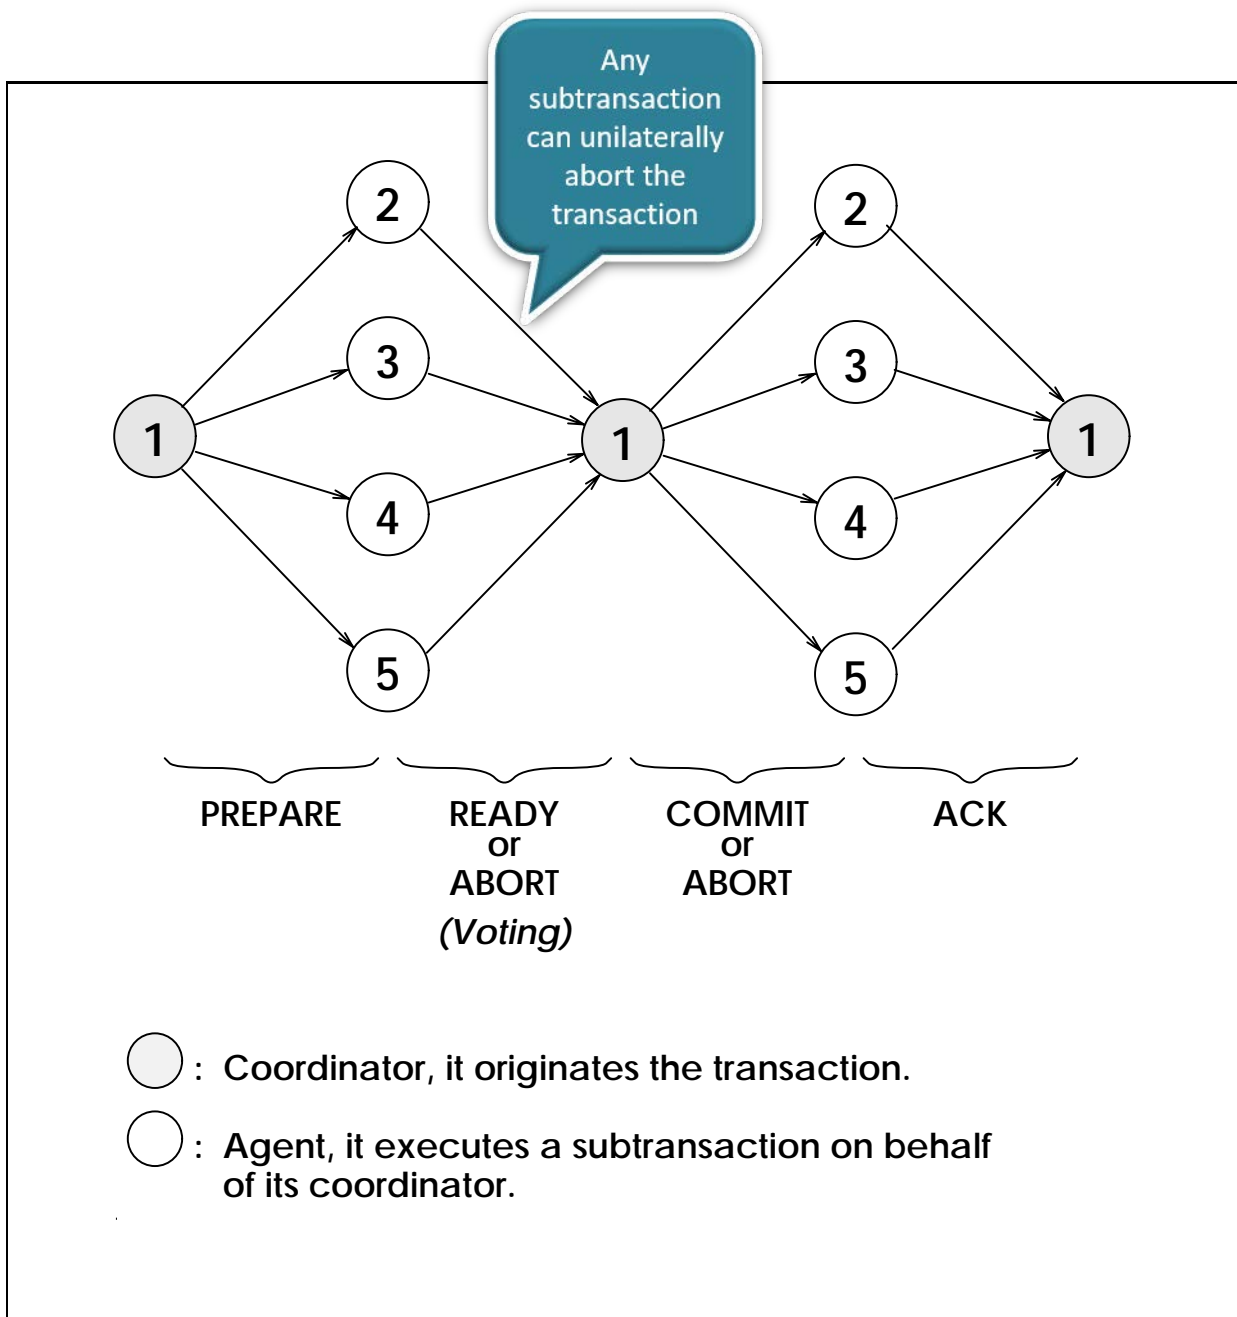 Any
subtransaction
can unilaterally
abort the
transaction
2
2
3
3
1
1
1
4
4
5
5
PREPARE
READY
or
ABORT
(Voting)
COMMIT
or
ABORT
ACK
: Coordinator, it originates the transaction.
: Agent, it executes a subtransaction on behalf
of its coordinator.